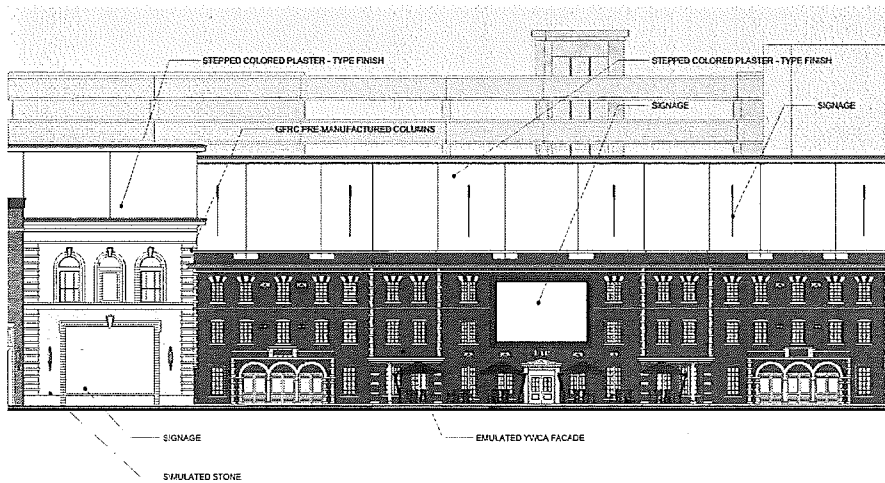 STEPPED COLORED PLASTER - TYPE FINISH
STEPPED COLORED PLASTER - TYPE FINISH
SIGNAGE
SIGNAGE
GFRC PRE-MANUFACTURED COLUMNS
SIGNAGE
EMULATED YWCA FACADE
SIMULATED STONE